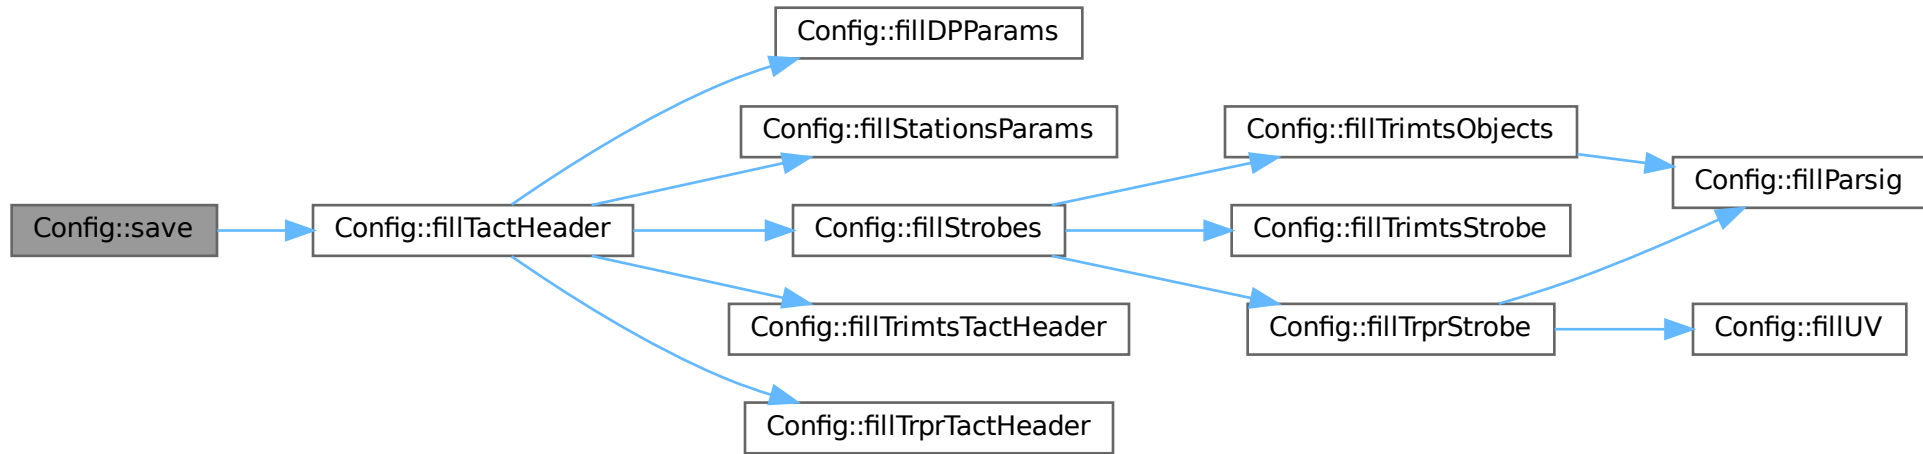 Config::save
Config::fillTactHeader
Config::fillDPParams
Config::fillStationsParams
Config::fillStrobes
Config::fillTrimtsTactHeader
Config::fillTrprTactHeader
Config::fillTrimtsObjects
Config::fillTrimtsStrobe
Config::fillTrprStrobe
Config::fillParsig
Config::fillUV